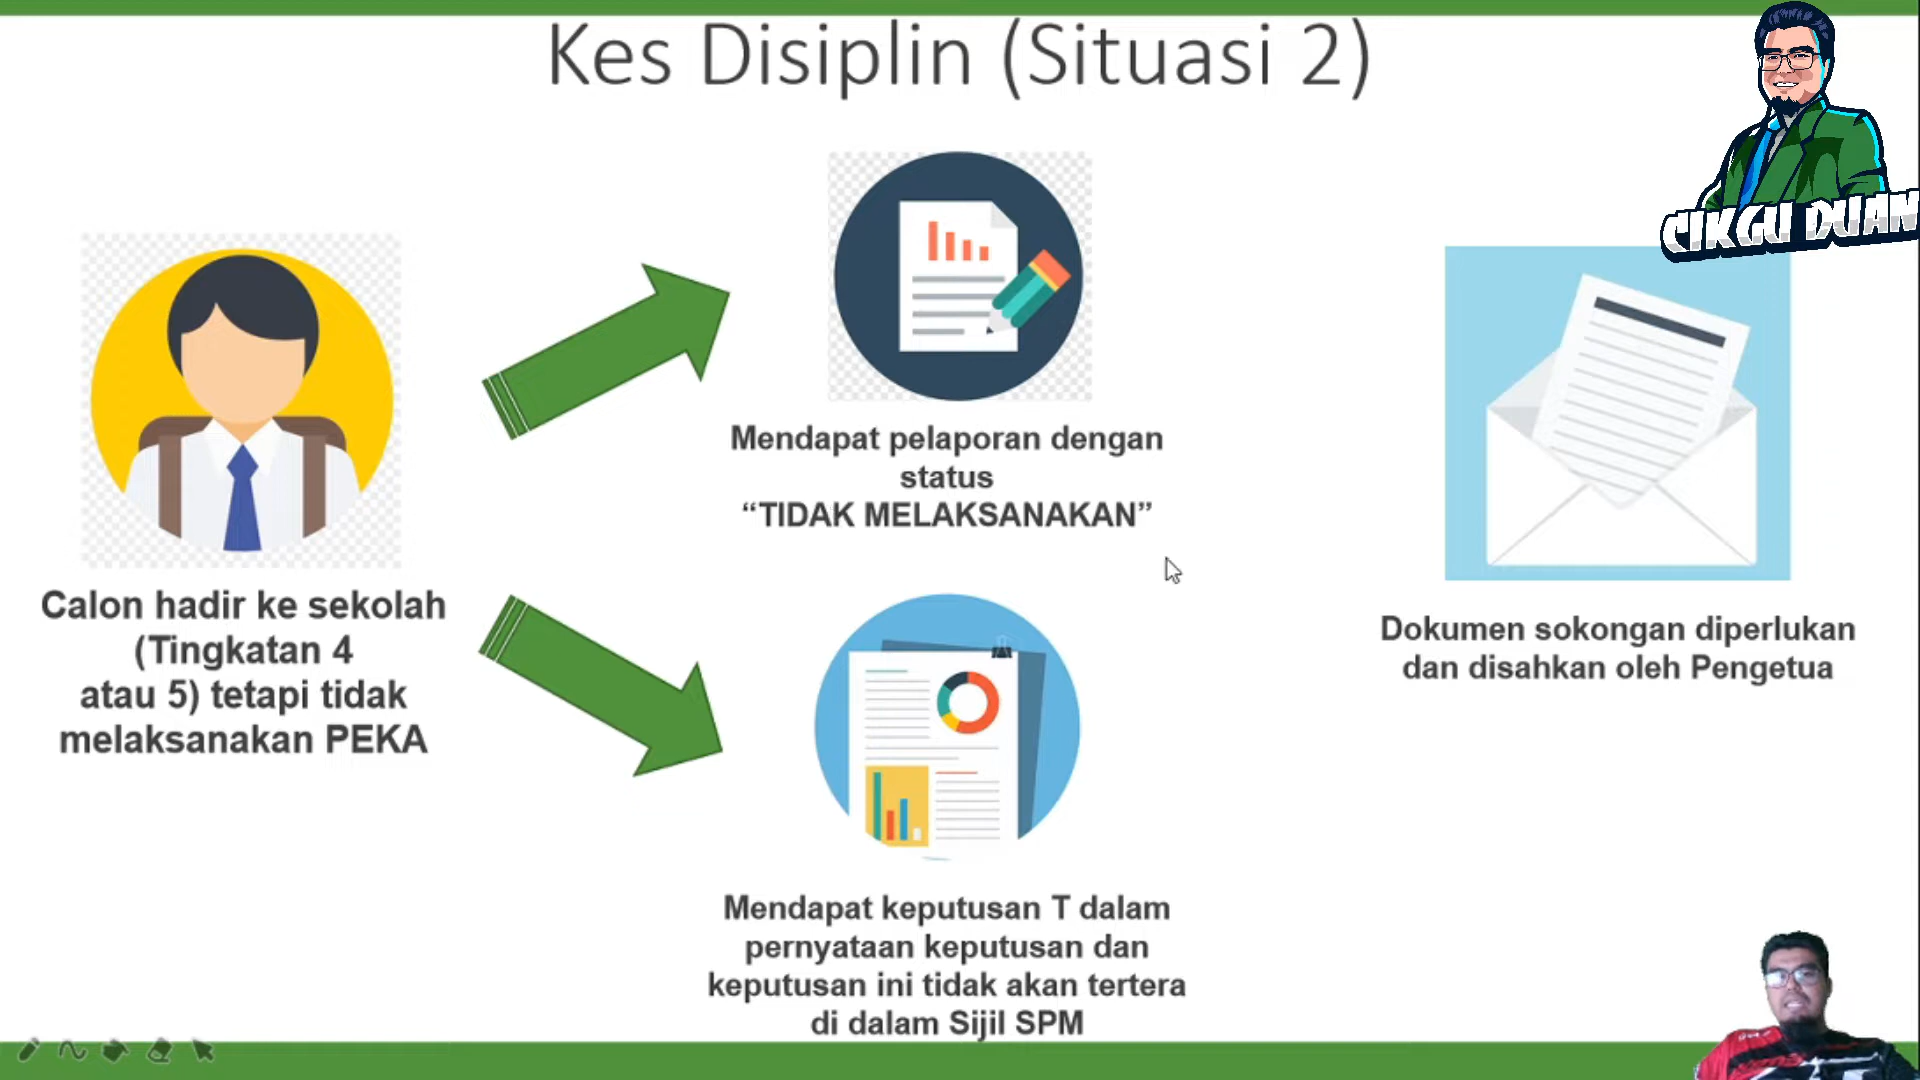 Kes Disiplin (Situasi 2)
CIKGU DUAN
Mendapat pelaporan dengan
status
“TIDAK MELAKSANAKAN”
Calon hadir ke sekolah
(Tingkatan 4
atau 5) tetapi tidak
melaksanakan PEKA
Dokumen sokongan diperlukan
dan disahkan oleh Pengetua
Mendapat keputusan T dalam
pernyataan keputusan dan
keputusan ini tidak akan tertera
di dalam Sijil SPM